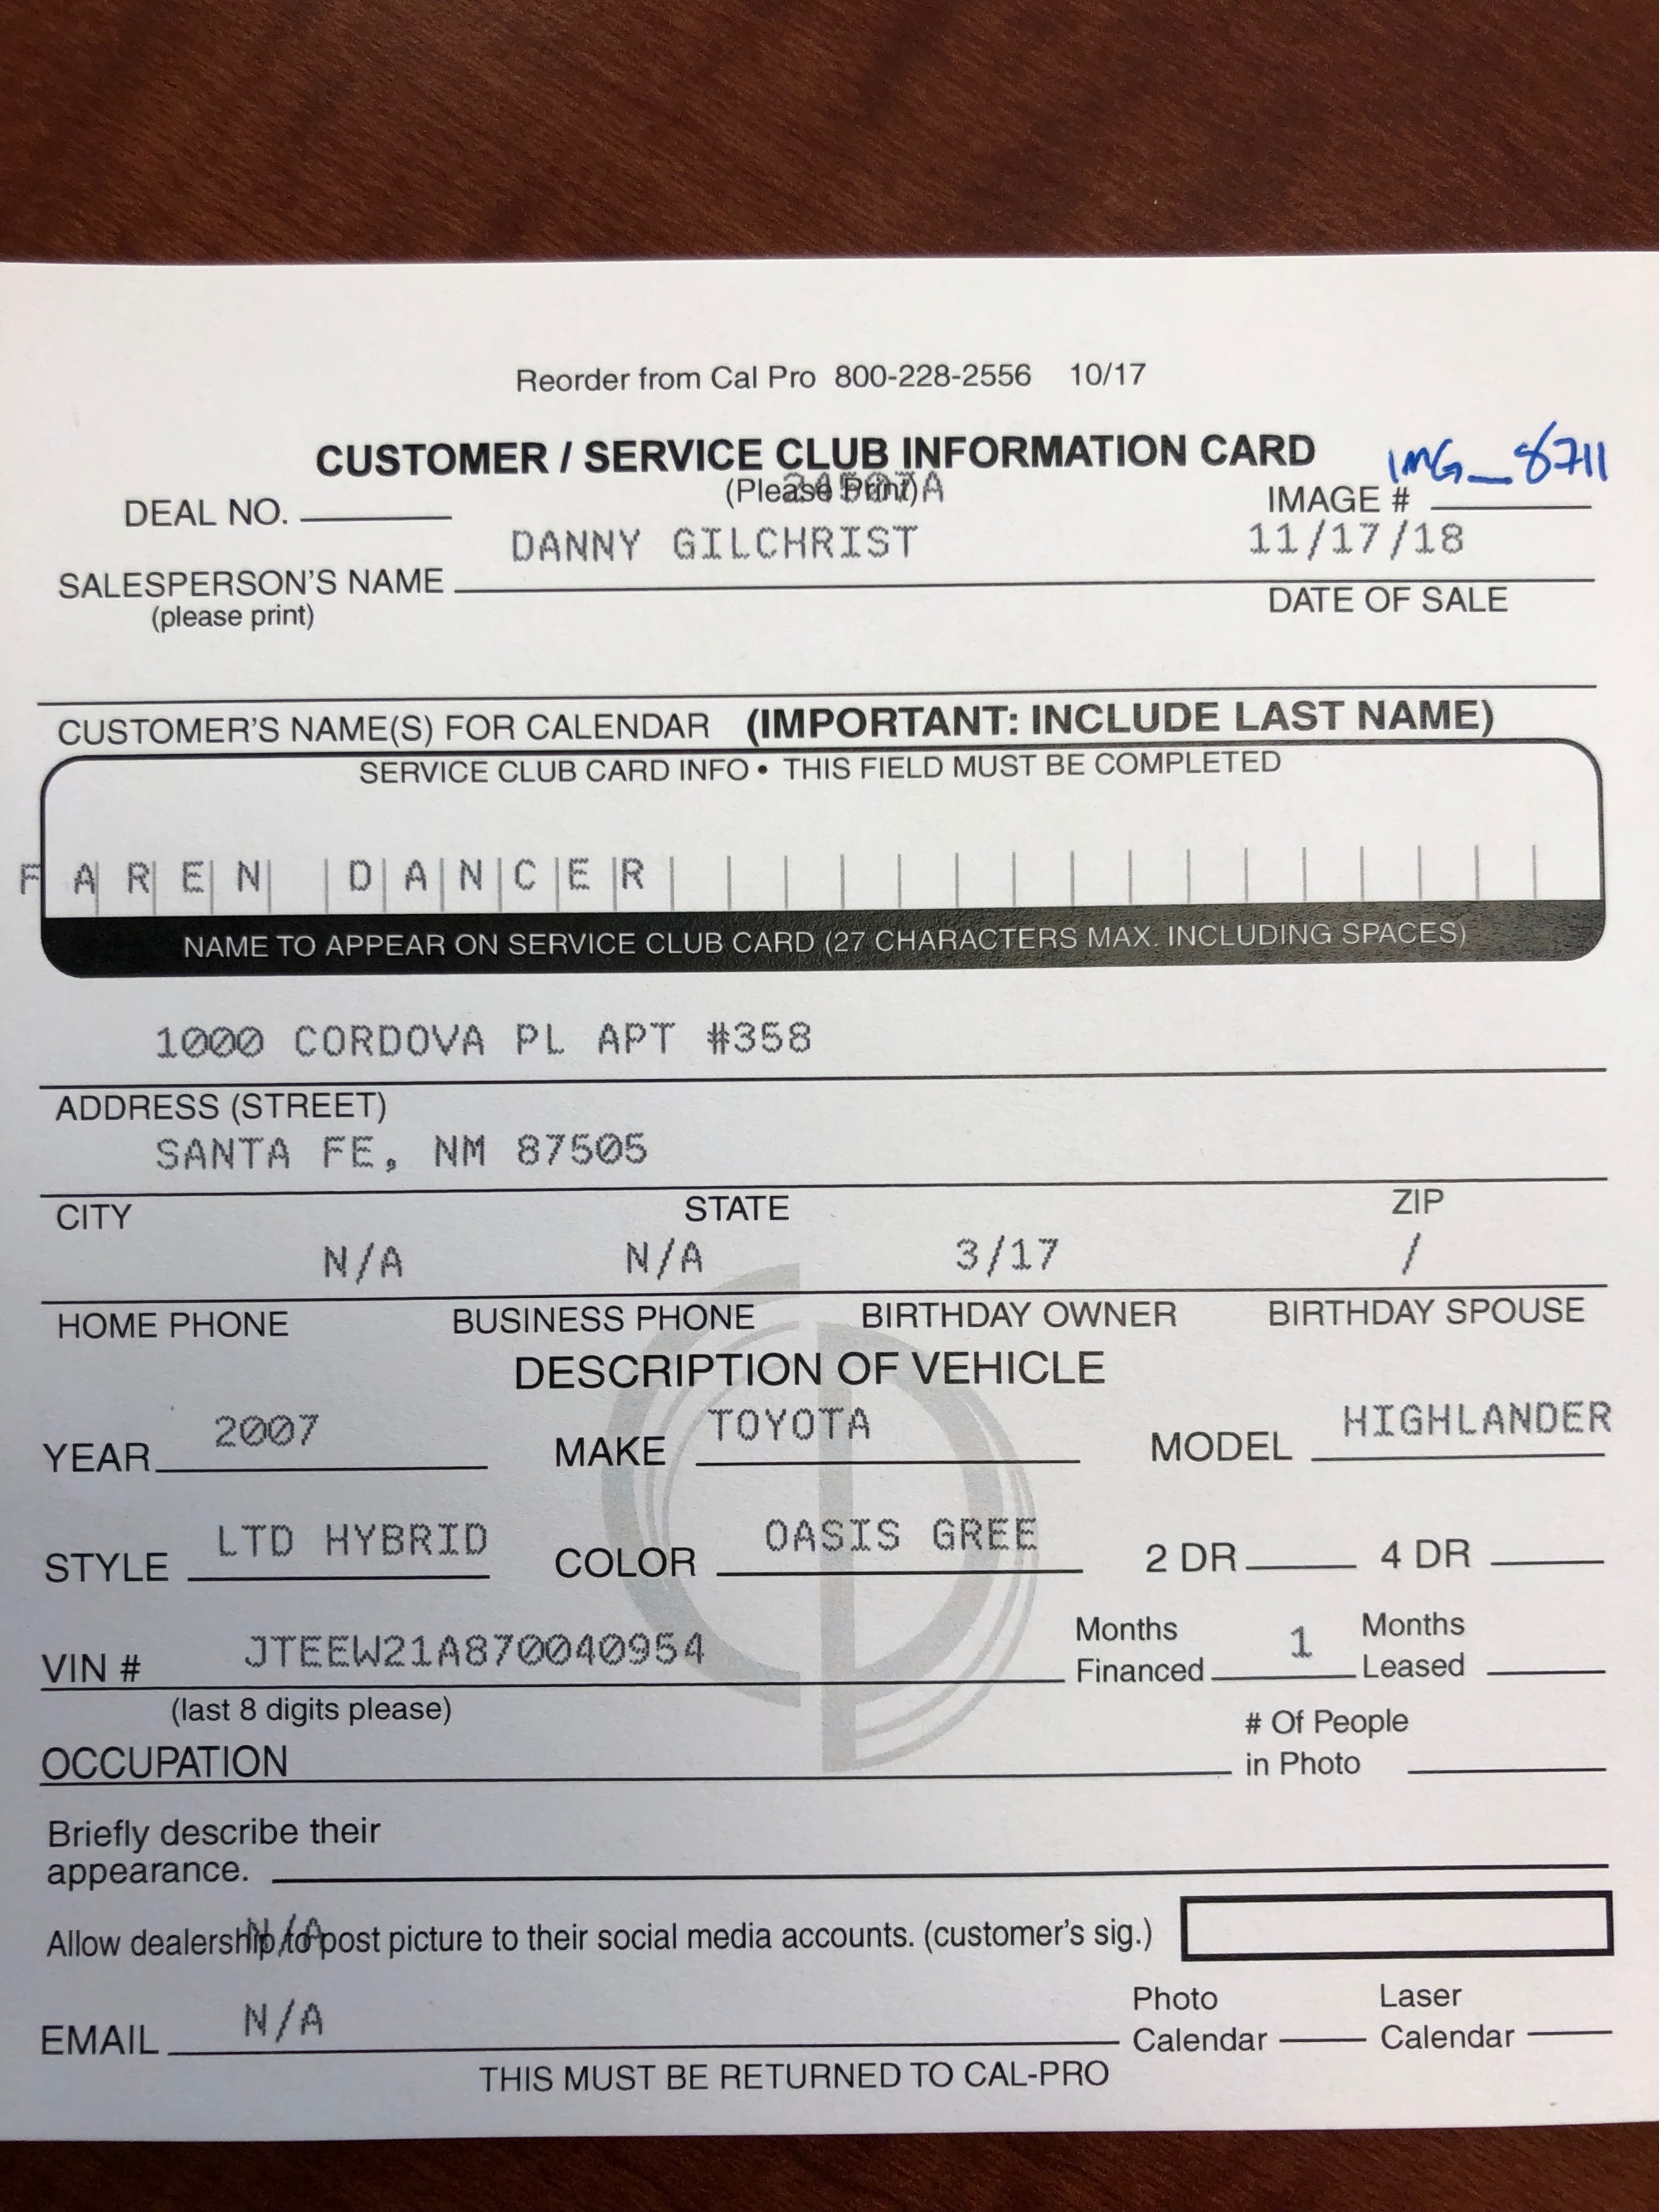 Reorder from Cal Pro 800-228-2556 10/17
CUSTOMER / SERVICE CLUB INFORMATION CARD IMG_8711
(Please Print)
DEAL NO. IMAGE #
DANNY GILCHRIST 11/17/18
SALESPERSON'S NAME DATE OF SALE
(please print)
CUSTOMER'S NAME(S) FOR CALENDAR (IMPORTANT: INCLUDE LAST NAME)
SERVICE CLUB CARD INFO • THIS FIELD MUST BE COMPLETED
FAREN DANCER
NAME TO APPEAR ON SERVICE CLUB CARD (27 CHARACTERS MAX. INCLUDING SPACES)
1000 CORDOVA PL APT #358
ADDRESS (STREET)
SANTA FE, NM 87505
CITY STATE ZIP
N/A N/A 3/17 /
HOME PHONE BUSINESS PHONE BIRTHDAY OWNER BIRTHDAY SPOUSE
DESCRIPTION OF VEHICLE
YEAR 2007 MAKE TOYOTA MODEL HIGHLANDER
STYLE LTD HYBRID COLOR OASIS GREE 2 DR 4 DR
VIN # JTEEW21A870040954 Months Financed 1 Months Leased
(last 8 digits please)
OCCUPATION # Of People in Photo
Briefly describe their
appearance.
N/A
Allow dealership to post picture to their social media accounts. (customer's sig.)
EMAIL N/A Photo Calendar Laser Calendar
THIS MUST BE RETURNED TO CAL-PRO